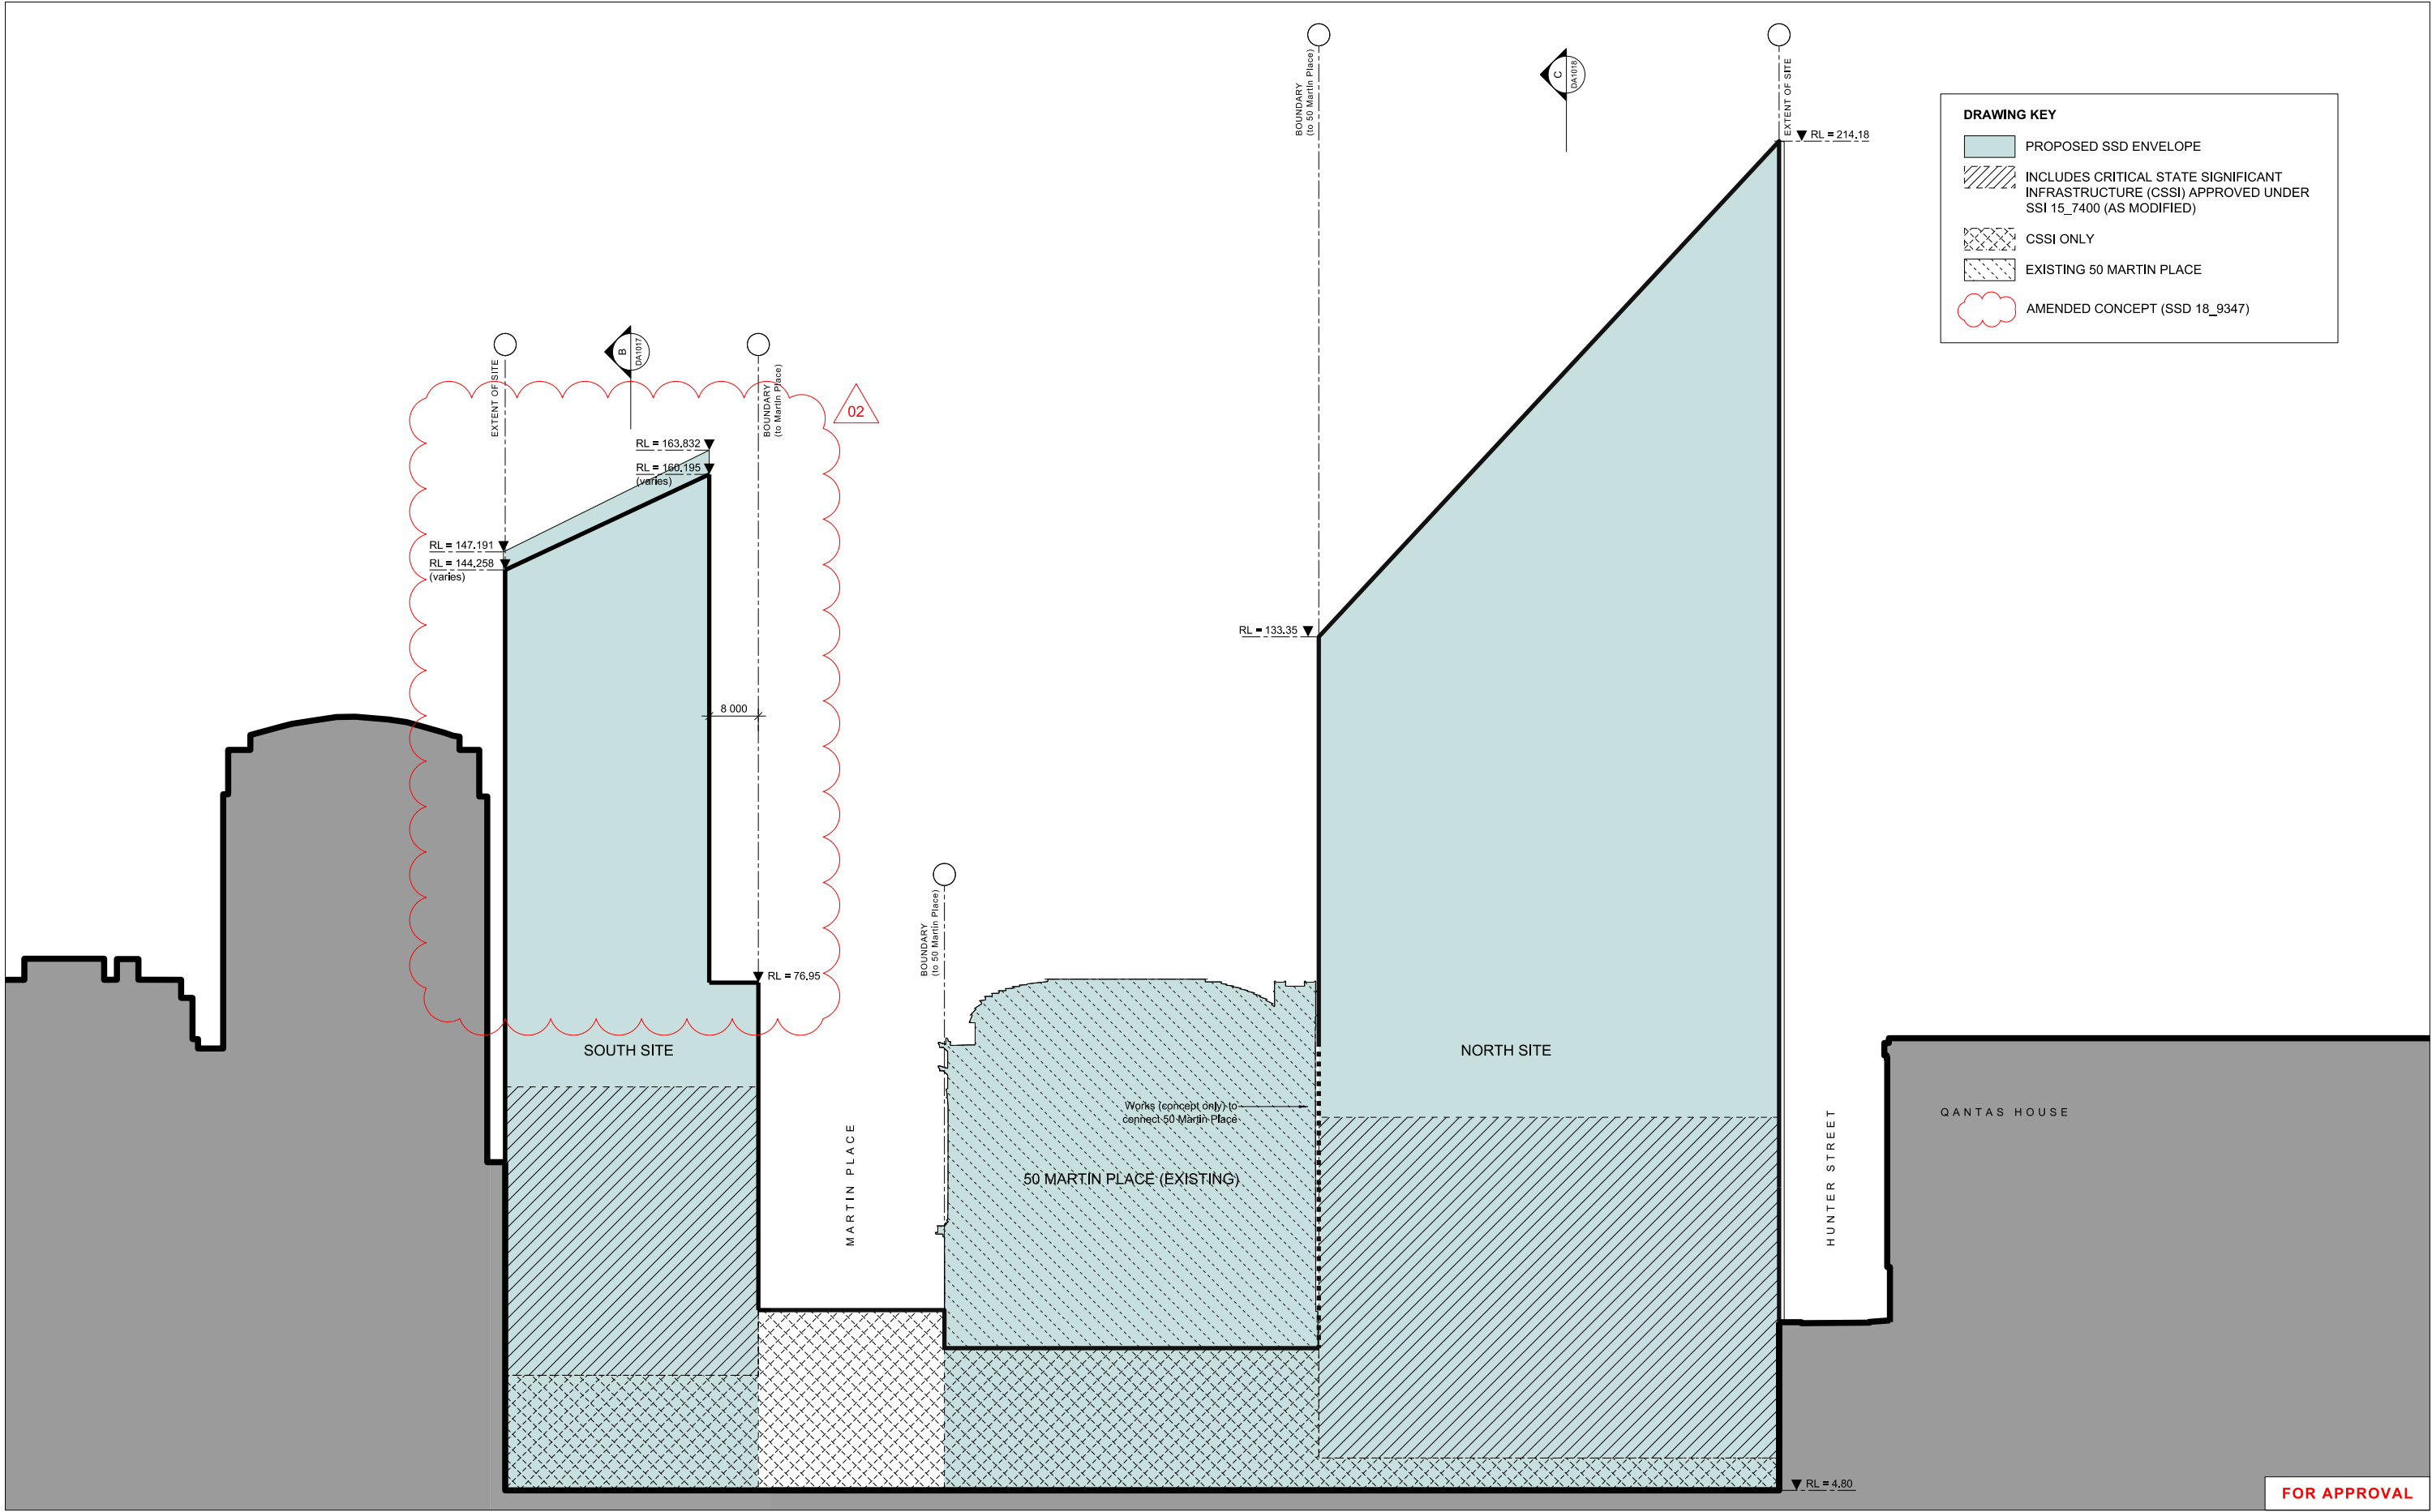 BOUNDARY
(to 50 Martin Place)
C
DA1018
EXTENT OF SITE
RL = 214.18
DRAWING KEY
PROPOSED SSD ENVELOPE
INCLUDES CRITICAL STATE SIGNIFICANT
INFRASTRUCTURE (CSSI) APPROVED UNDER
SSI 15_7400 (AS MODIFIED)
CSSI ONLY
EXISTING 50 MARTIN PLACE
AMENDED CONCEPT (SSD 18_9347)
EXTENT OF SITE
B
DA1017
BOUNDARY
(to Martin Place)
02
RL = 163.832
RL = 160.195
(varies)
RL = 147.191
RL = 144.258
(varies)
RL = 133.35
8 000
BOUNDARY
(to 50 Martin Place)
RL = 76.95
SOUTH SITE
NORTH SITE
Works (concept only) to
connect 50 Martin Place
MARTIN PLACE
50 MARTIN PLACE (EXISTING)
HUNTER STREET
QANTAS HOUSE
RL = 4.80
FOR APPROVAL